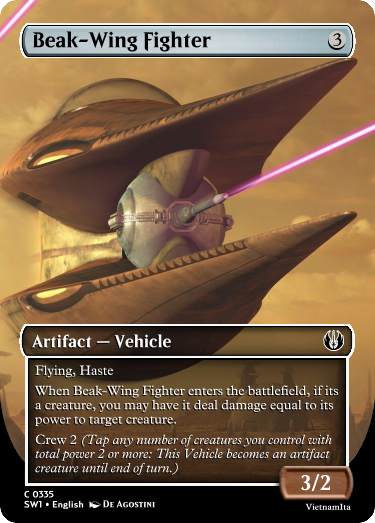 Beak-Wing Fighter 3
Artifact — Vehicle
Flying, Haste
When Beak-Wing Fighter enters the battlefield, if its
a creature, you may have it deal damage equal to its
power to target creature.
Crew 2 (Tap any number of creatures you control with
total power 2 or more: This Vehicle becomes an artifact
creature until end of turn.)
3/2
C 0335
SW1 • English De Agostini
VietnamIta